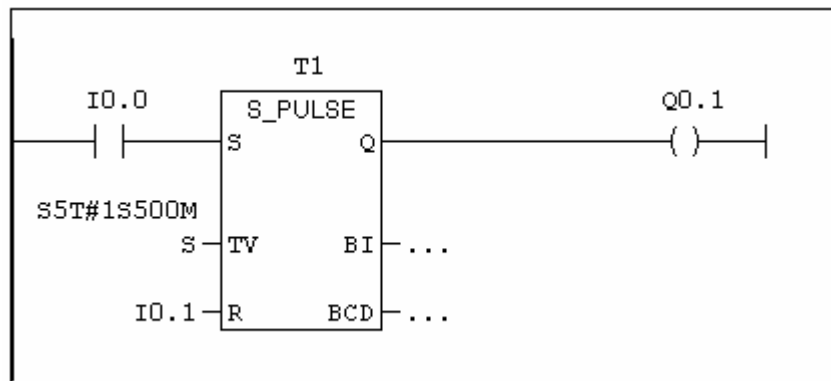 T1
I0.0
S_PULSE
Q0.1
S
Q
S5T#1S500M
S
TV
BI
...
I0.1
R
BCD
...